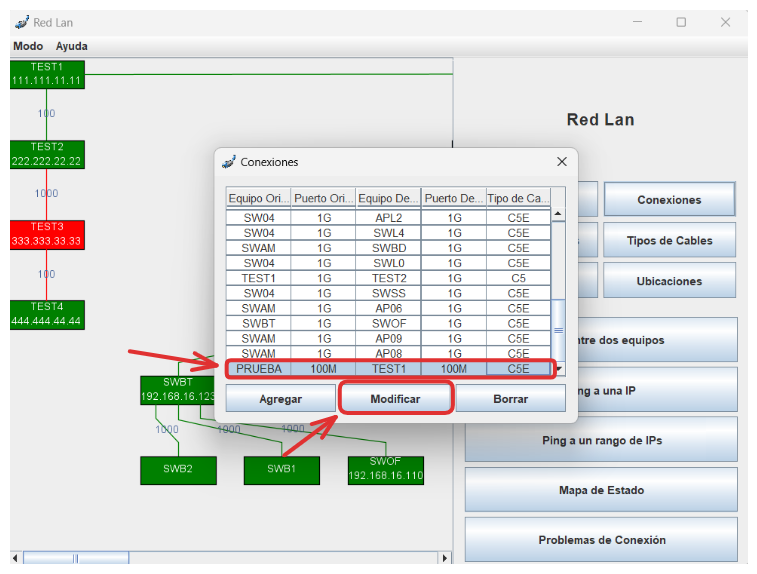 Red Lan
Modo Ayuda
TEST1
111.111.11.11
100
TEST2
222.222.22.22
1000
TEST3
333.333.33.33
100
TEST4
444.444.44.44
SWBT
192.168.16.123
1000 1000 1000
SWB2
SWB1
SWOF
192.168.16.110
Conexiones
Equipo Ori... Puerto Ori... Equipo De... Puerto De... Tipo de Ca...
SW04 1G APL2 1G C5E
SW04 1G SWL4 1G C5E
SWAM 1G SWBD 1G C5E
SW04 1G SWL0 1G C5E
TEST1 1G TEST2 1G C5
SW04 1G SWSS 1G C5E
SWAM 1G AP06 1G C5E
SWBT 1G SWOF 1G C5E
SWAM 1G AP09 1G C5E
SWAM 1G AP08 1G C5E
PRUEBA 100M TEST1 100M C5E
Agregar Modificar Borrar
Red Lan
Conexiones
Tipos de Cables
Ubicaciones
dos equipos
a una IP
Ping a un rango de IPs
Mapa de Estado
Problemas de Conexión